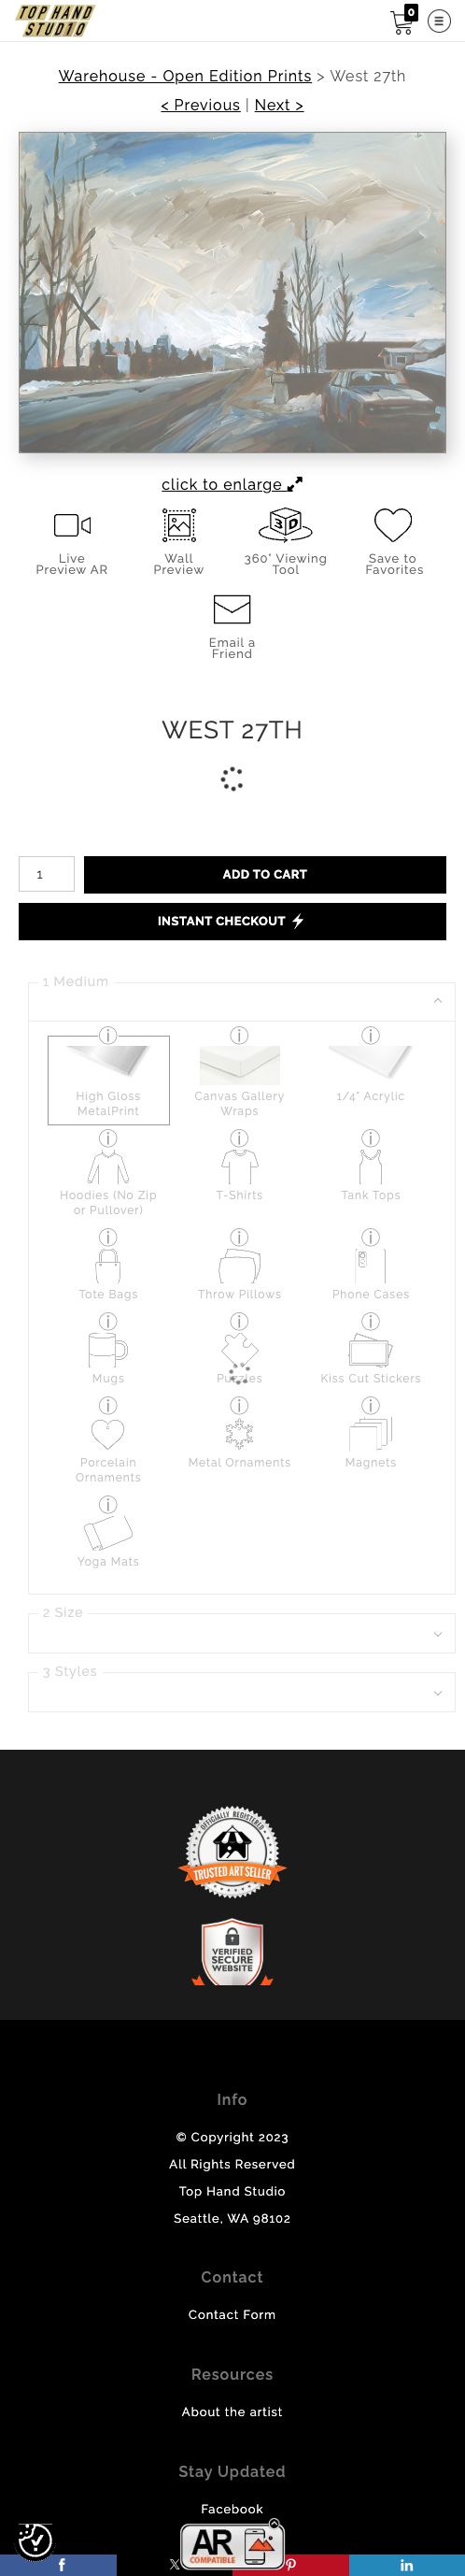 TOP HAND
STUDIO
0
Warehouse - Open Edition Prints > West 27th
< Previous | Next >
click to enlarge
Live
Preview AR
Wall
Preview
3D
360° Viewing
Tool
Save to
Favorites
Email a
Friend
WEST 27TH
1
ADD TO CART
INSTANT CHECKOUT
1 Medium
High Gloss
MetalPrint
Canvas Gallery
Wraps
1/4" Acrylic
Hoodies (No Zip
or Pullover)
T-Shirts
Tank Tops
Tote Bags
Throw Pillows
Phone Cases
Mugs
Puzzles
Kiss Cut Stickers
Porcelain
Ornaments
Metal Ornaments
Magnets
Yoga Mats
2 Size
3 Styles
OFFICIALLY REGISTERED
TRUSTED ART SELLER
VERIFIED
SECURE
WEBSITE
Info
© Copyright 2023
All Rights Reserved
Top Hand Studio
Seattle, WA 98102
Contact
Contact Form
Resources
About the artist
Stay Updated
Facebook
AR
COMPATIBLE